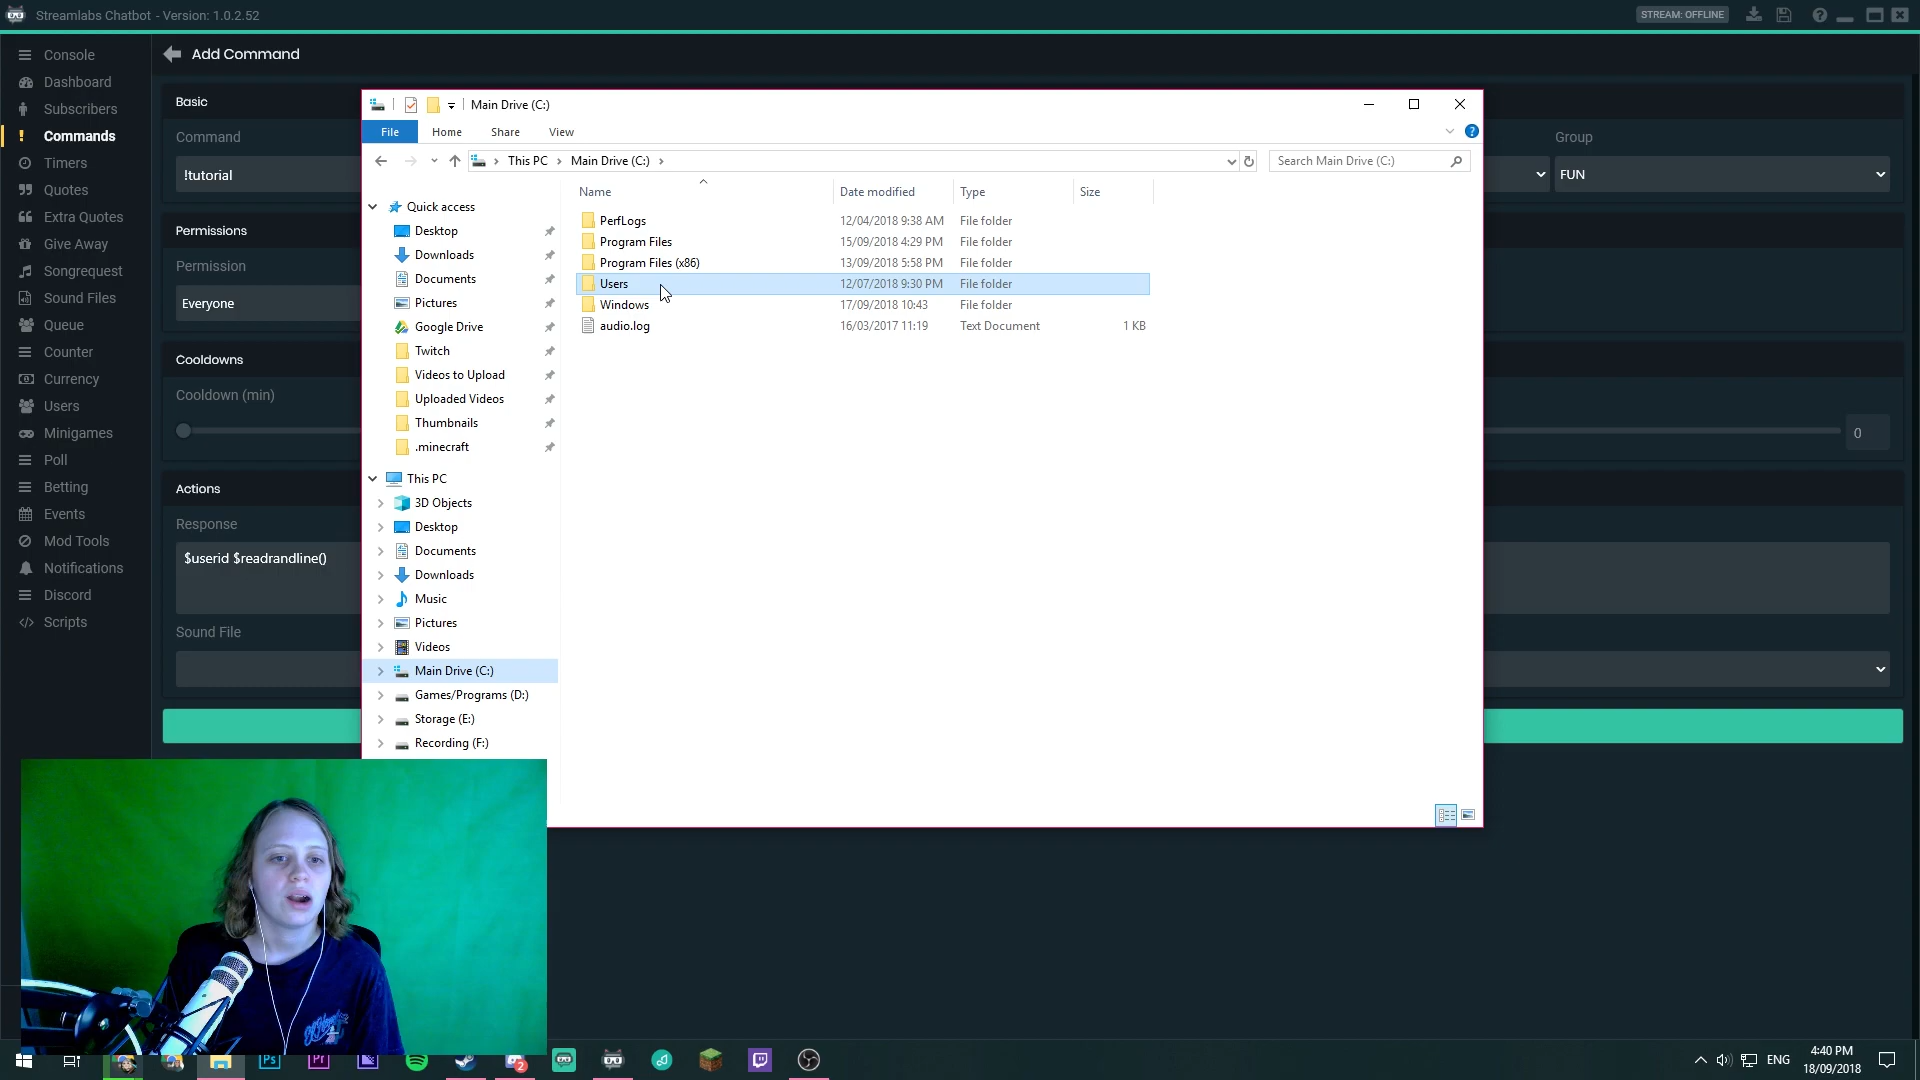 Streamlabs Chatbot - Version: 1.0.2.52
STREAM: OFFLINE
Console
Dashboard
Subscribers
Commands
Timers
Quotes
Extra Quotes
Give Away
Songrequest
Sound Files
Queue
Counter
Currency
Users
Minigames
Poll
Betting
Events
Mod Tools
Notifications
Discord
Scripts
Add Command
Basic
Command
!tutorial
Group
FUN
Permissions
Permission
Everyone
Cooldowns
Cooldown (min)
0
Actions
Response
$userid $readrandline()
Sound File
Main Drive (C:)
File Home Share View
This PC Main Drive (C:)
Search Main Drive (C:)
Quick access
Desktop
Downloads
Documents
Pictures
Google Drive
Twitch
Videos to Upload
Uploaded Videos
Thumbnails
.minecraft
This PC
3D Objects
Desktop
Documents
Downloads
Music
Pictures
Videos
Main Drive (C:)
Games/Programs (D:)
Storage (E:)
Recording (F:)
Name Date modified Type Size
PerfLogs 12/04/2018 9:38 AM File folder
Program Files 15/09/2018 4:29 PM File folder
Program Files (x86) 13/09/2018 5:58 PM File folder
Users 12/07/2018 9:30 PM File folder
Windows 17/09/2018 10:43 File folder
audio.log 16/03/2017 11:19 Text Document 1 KB
Ps
Pr
2
ENG
4:40 PM
18/09/2018